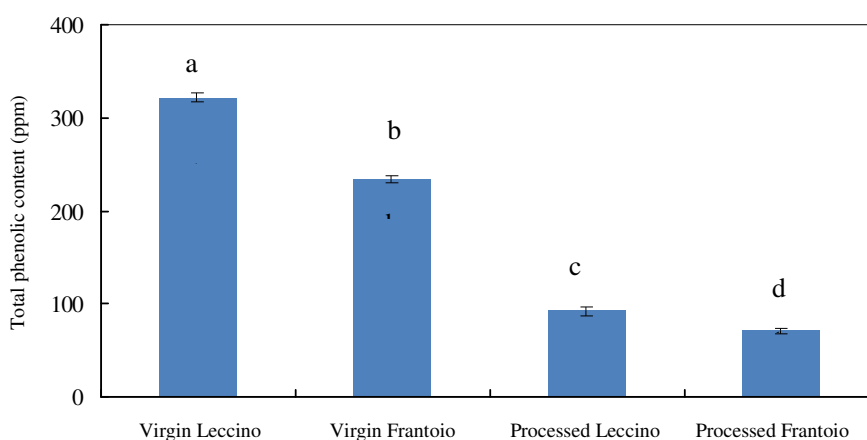 Total phenolic content (ppm)
400
300
200
100
0
a
b
c
d
Virgin Leccino
Virgin Frantoio
Processed Leccino
Processed Frantoio